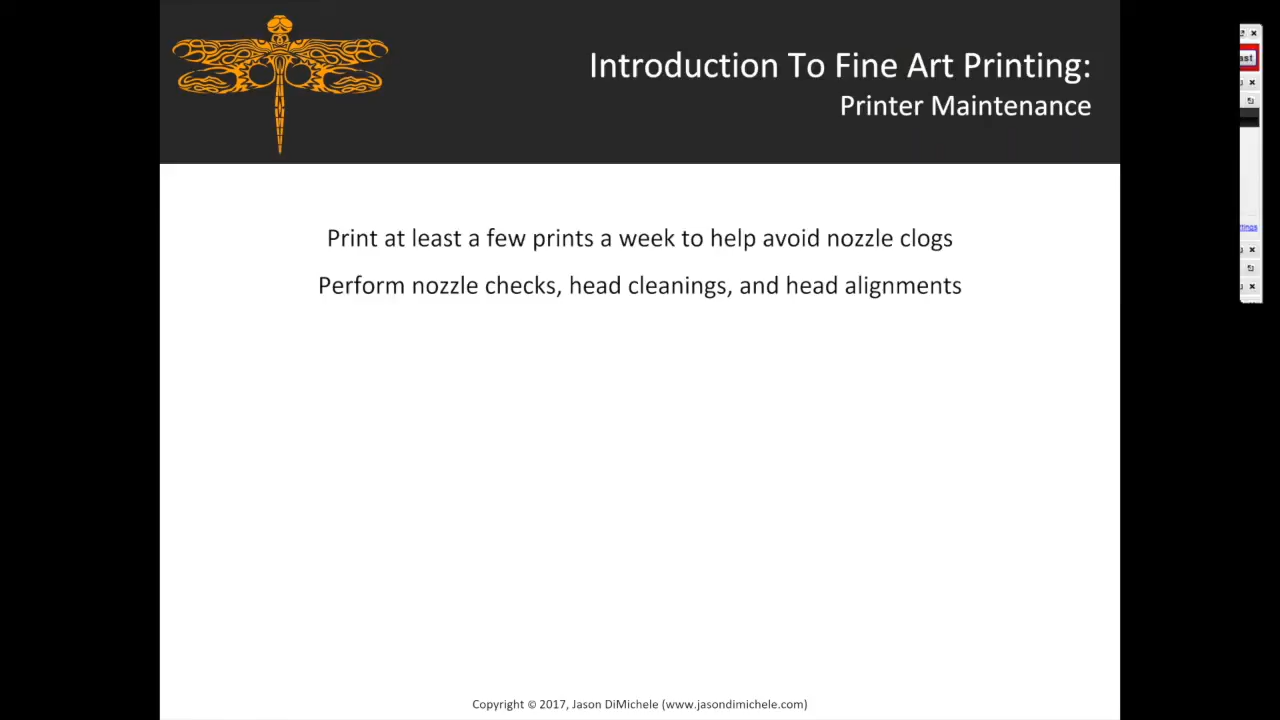 Introduction To Fine Art Printing:
Printer Maintenance
Print at least a few prints a week to help avoid nozzle clogs
Perform nozzle checks, head cleanings, and head alignments
Copyright © 2017, Jason DiMichele (www.jasondimichele.com)